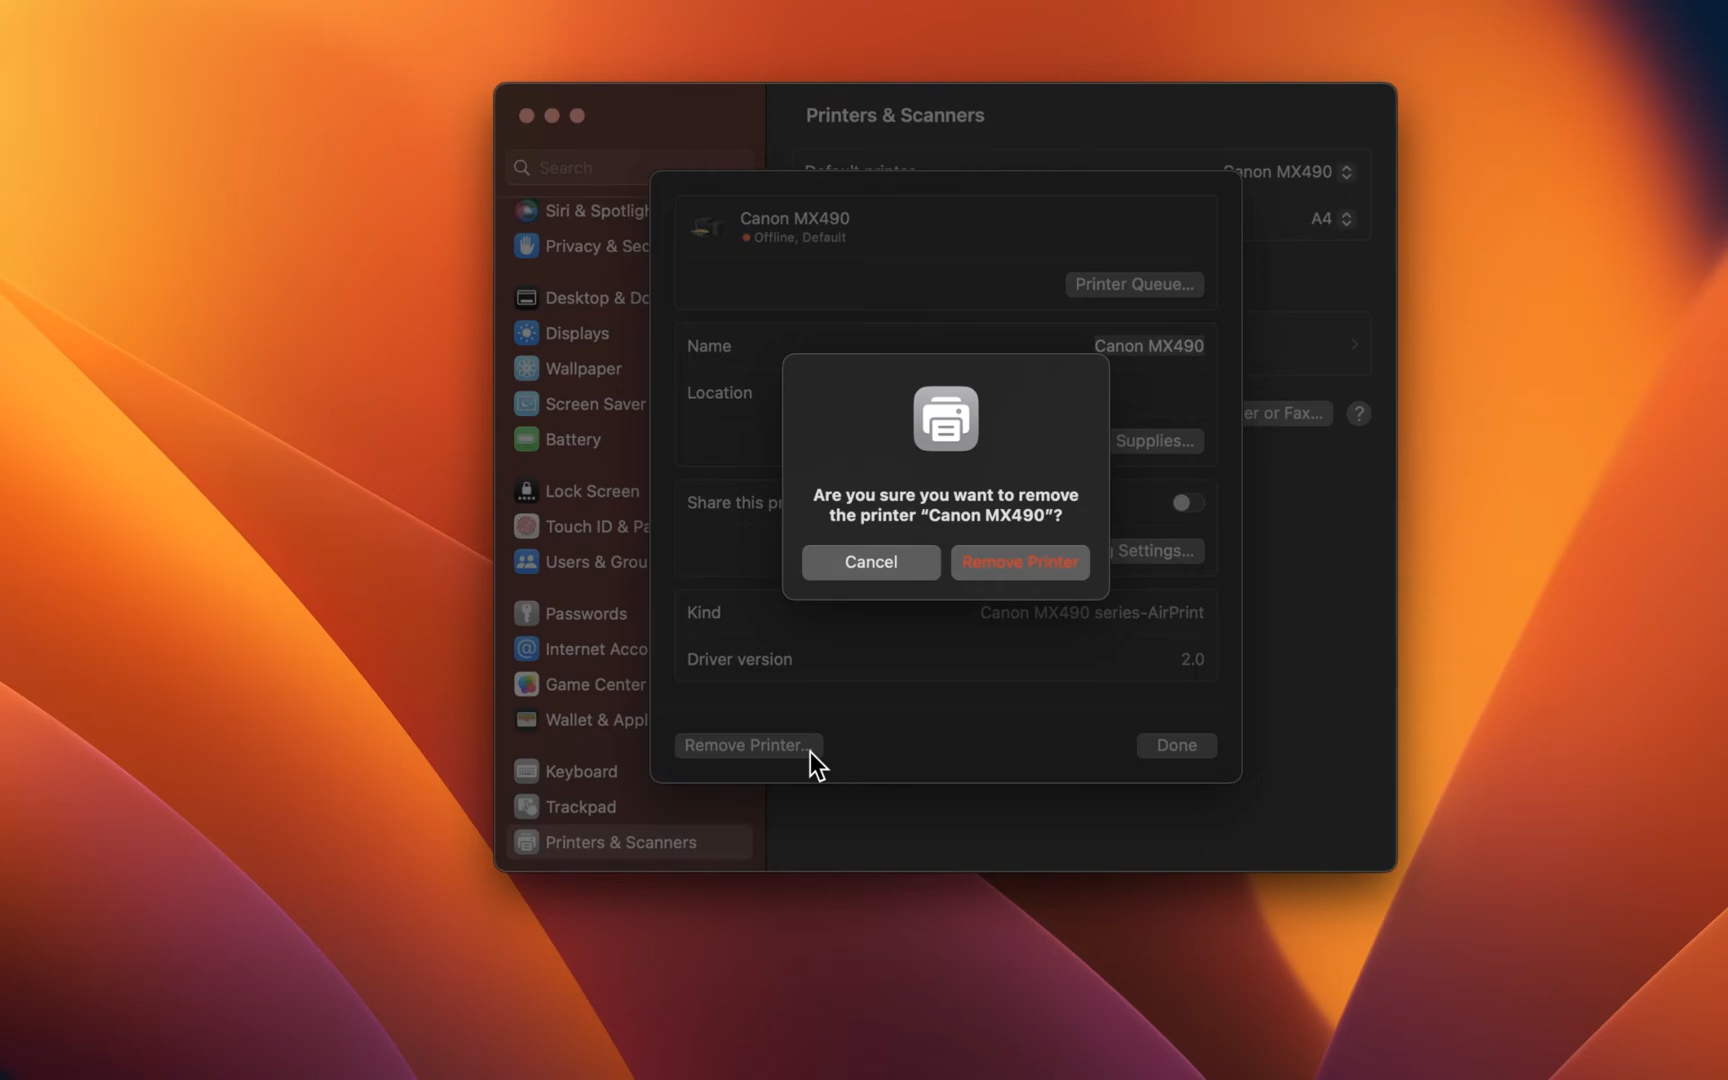 Printers & Scanners
Search
Canon MX490
A4
Siri & Spotligh
Privacy & Sec
Desktop & Do
Displays
Wallpaper
Screen Saver
Battery
Lock Screen
Touch ID & Pa
Users & Grou
Passwords
Internet Acco
Game Center
Wallet & Appl
Keyboard
Trackpad
Printers & Scanners
Canon MX490
Offline, Default
Printer Queue...
Name Canon MX490
Location
Supplies...
er or Fax... ?
Share this pr
Settings...
Are you sure you want to remove
the printer “Canon MX490”?
Cancel Remove Printer
Kind Canon MX490 series-AirPrint
Driver version 2.0
Remove Printer... Done